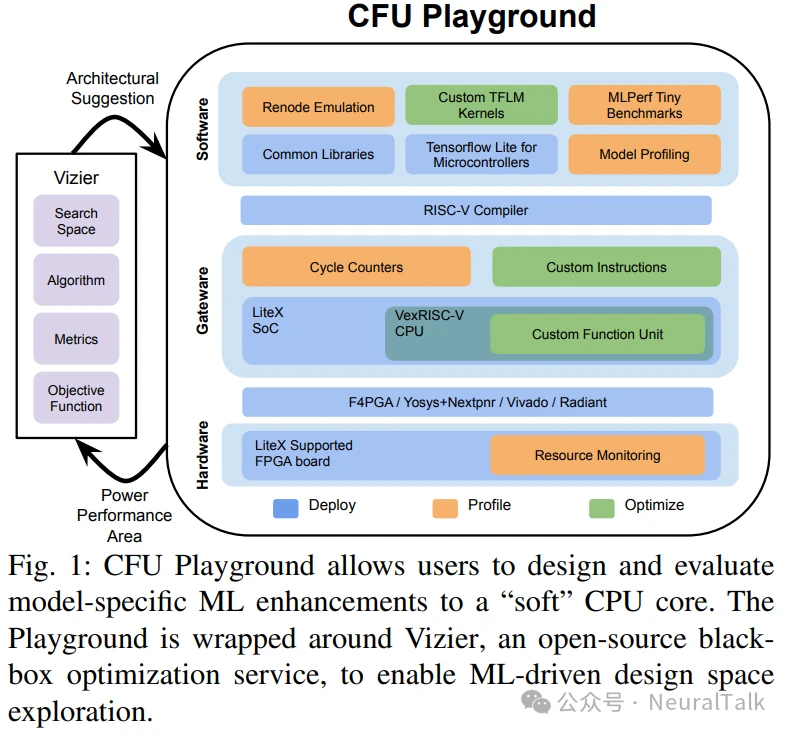 CFU Playground
Architectural
Suggestion
Vizier
Search
Space
Algorithm
Metrics
Objective
Function
Power
Performance
Area
Software
Renode Emulation
Custom TFLM
Kernels
MLPerf Tiny
Benchmarks
Common Libraries
Tensorflow Lite for
Microcontrollers
Model Profiling
RISC-V Compiler
Gateware
Cycle Counters
Custom Instructions
LiteX
SoC
VexRISC-V
CPU
Custom Function Unit
F4PGA / Yosys+Nextpnr / Vivado / Radiant
Hardware
LiteX Supported
FPGA board
Resource Monitoring
Deploy
Profile
Optimize
Fig. 1: CFU Playground allows users to design and evaluate
model-specific ML enhancements to a “soft” CPU core. The
Playground is wrapped around Vizier, an open-source black-
box optimization service, to enable ML-driven design space
exploration.
公众号 · NeuralTalk